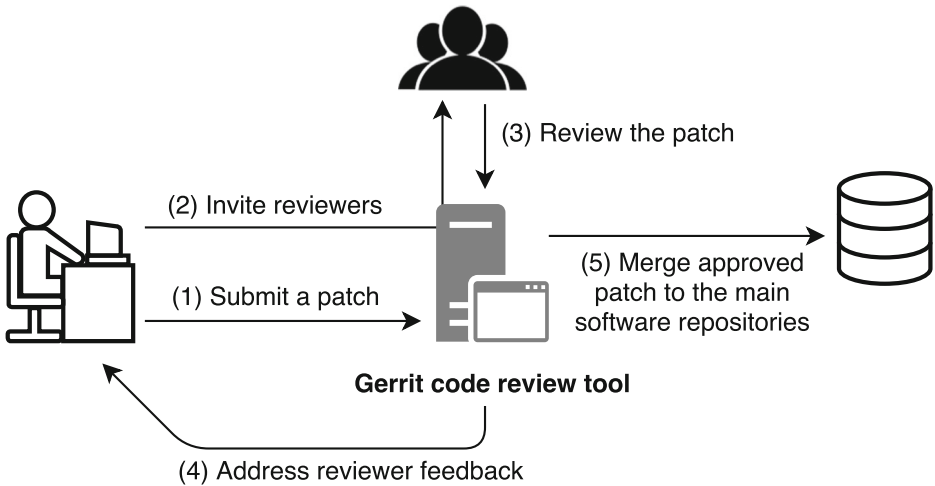 (3) Review the patch
(2) Invite reviewers
(1) Submit a patch
(5) Merge approved
patch to the main
software repositories
Gerrit code review tool
(4) Address reviewer feedback